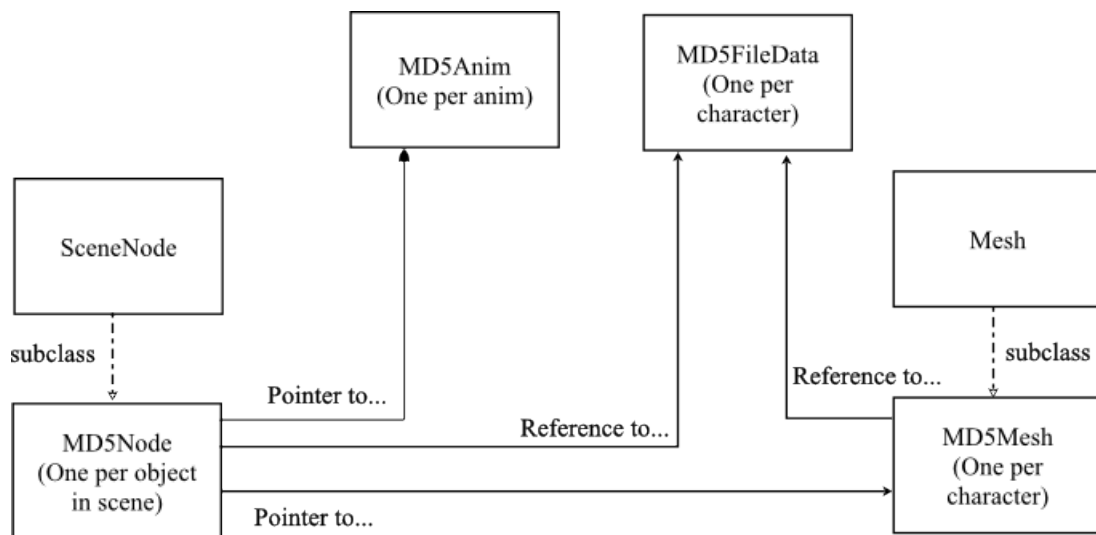 MD5Anim
(One per anim)
MD5FileData
(One per
character)
SceneNode
Mesh
subclass
subclass
Pointer to...
Reference to...
Reference to...
MD5Node
(One per object
in scene)
Pointer to...
MD5Mesh
(One per
character)